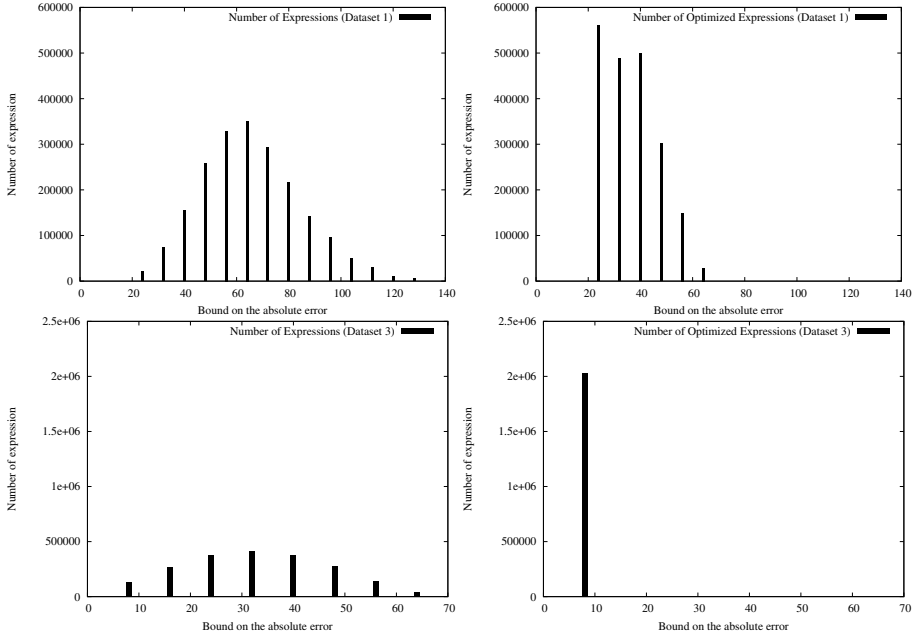 Number of Expressions (Dataset 1)
600000
500000
400000
300000
200000
100000
0
Number of expression
0 20 40 60 80 100 120 140
Bound on the absolute error
Number of Optimized Expressions (Dataset 1)
600000
500000
400000
300000
200000
100000
0
Number of expression
0 20 40 60 80 100 120 140
Bound on the absolute error
Number of Expressions (Dataset 3)
2.5e+06
2e+06
1.5e+06
1e+06
500000
0
Number of expression
0 10 20 30 40 50 60 70
Bound on the absolute error
Number of Optimized Expressions (Dataset 3)
2.5e+06
2e+06
1.5e+06
1e+06
500000
0
Number of expression
0 10 20 30 40 50 60 70
Bound on the absolute error